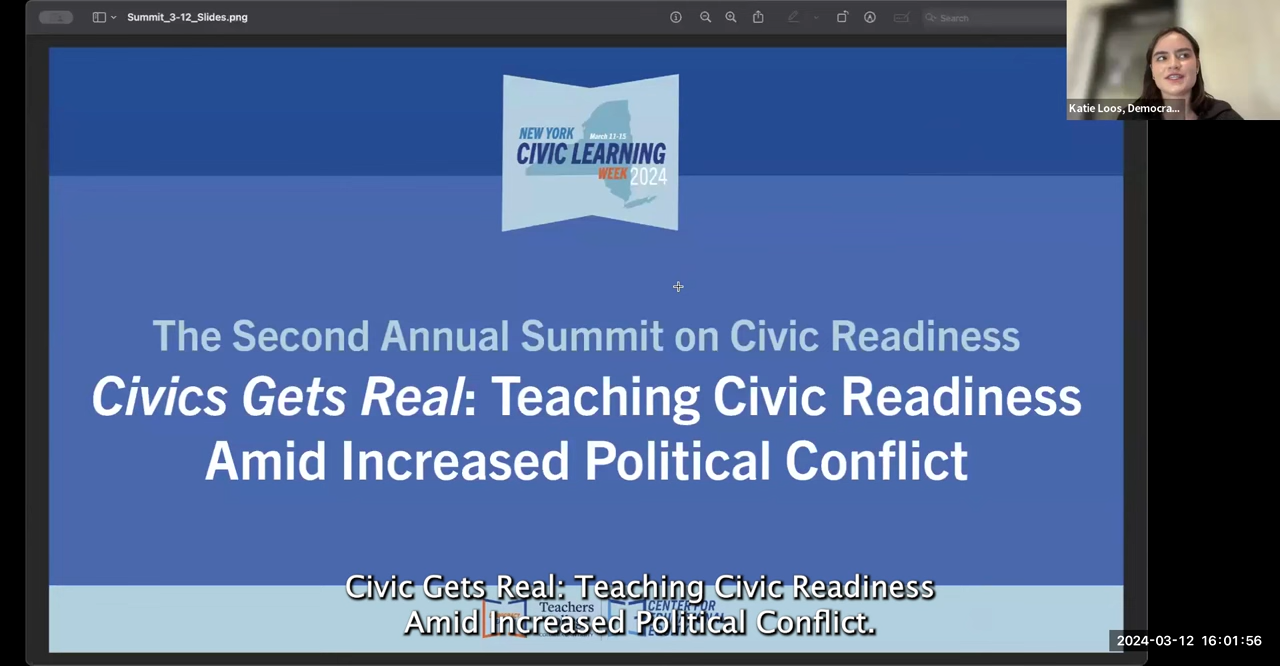 Summit_3-12_Slides.png
Search
Katie Loos, Democra...
NEW YORK
March 11-15
CIVIC LEARNING
WEEK 2024
The Second Annual Summit on Civic Readiness
Civics Gets Real: Teaching Civic Readiness
Amid Increased Political Conflict
Civic Gets Real: Teaching Civic Readiness
Amid Increased Political Conflict.
Teachers
CENTER FOR
2024-03-12 16:01:56